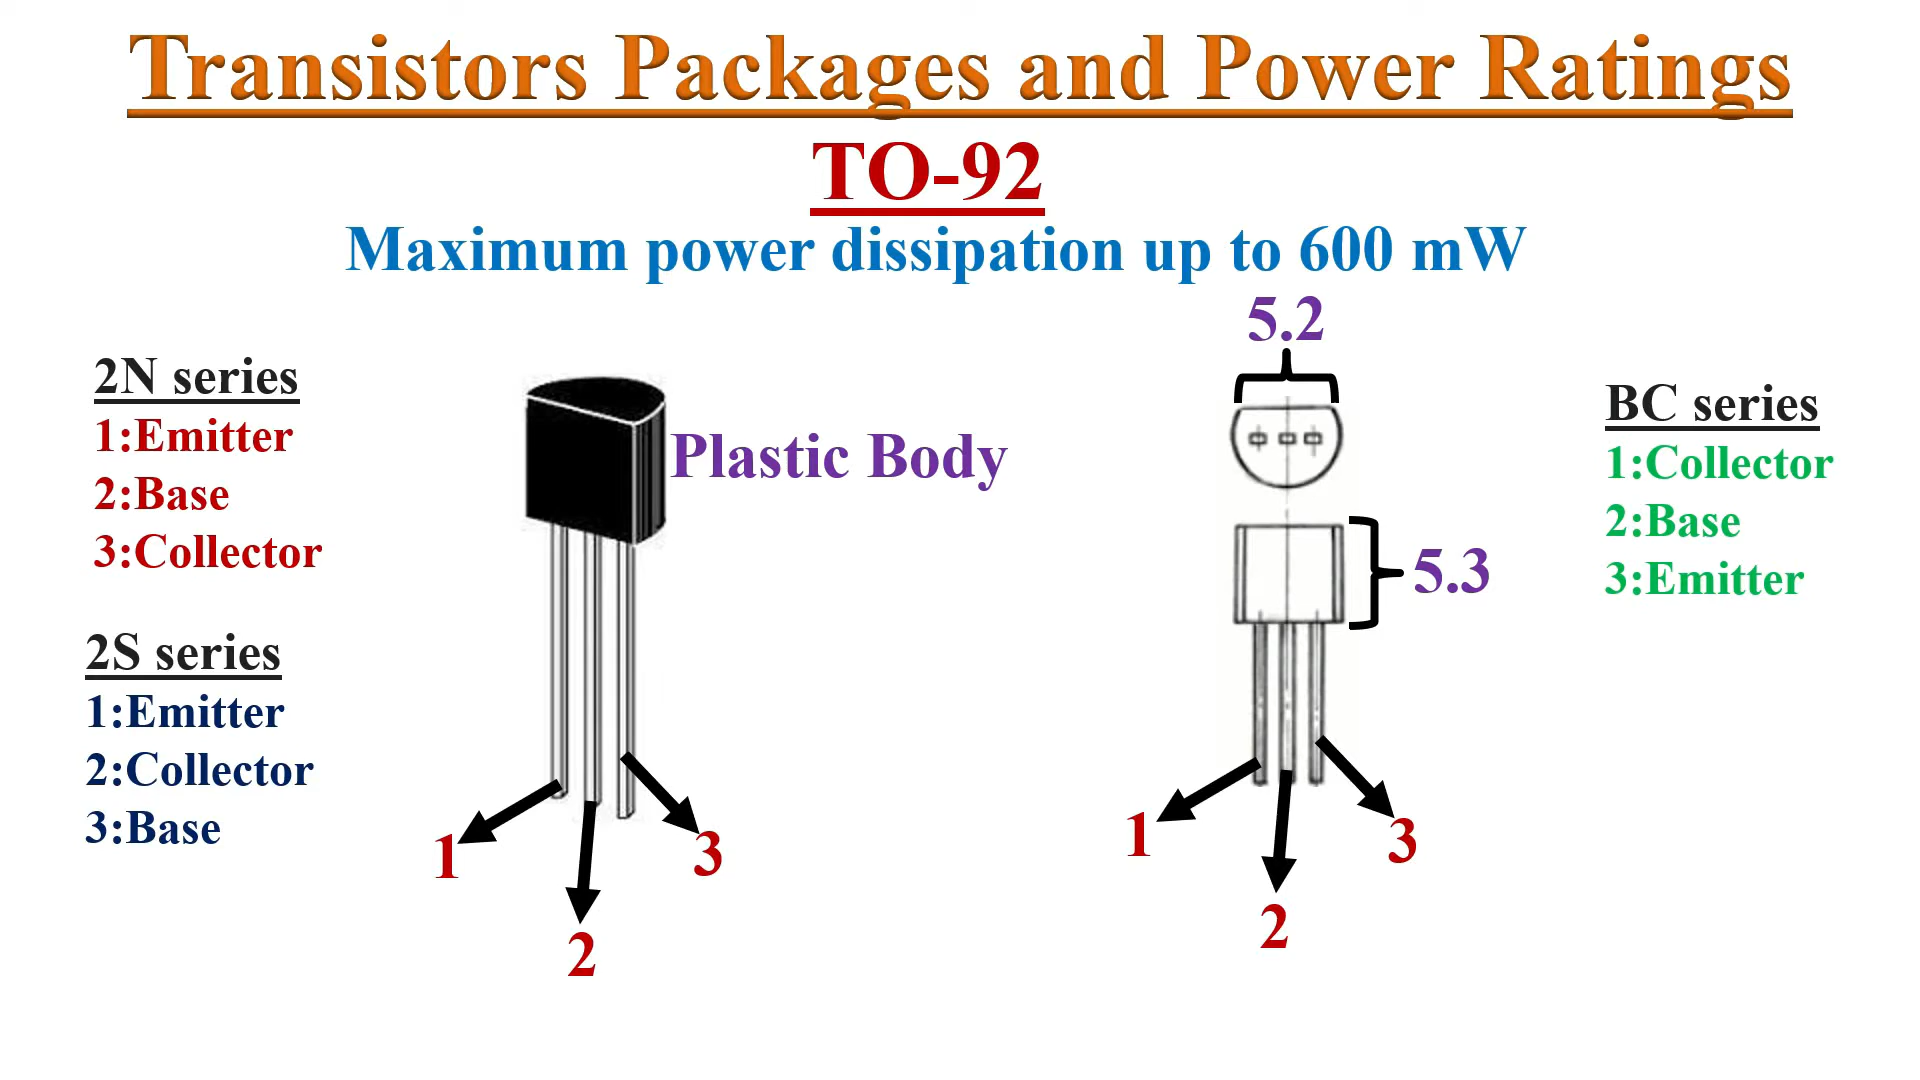 Transistors Packages and Power Ratings
TO-92
Maximum power dissipation up to 600 mW
2N series
1:Emitter
2:Base
3:Collector
2S series
1:Emitter
2:Collector
3:Base
Plastic Body
1
2
3
5.2
5.3
1
2
3
BC series
1:Collector
2:Base
3:Emitter